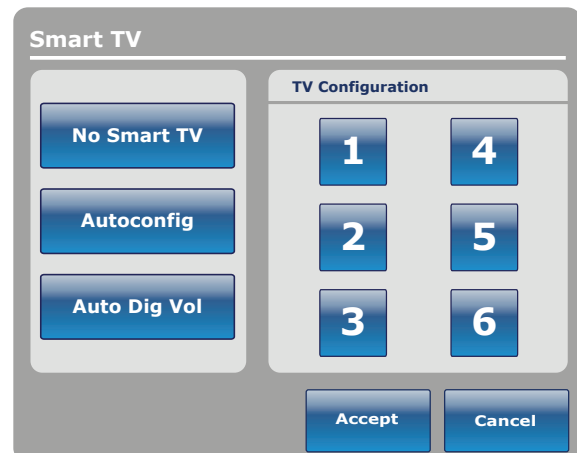 Smart TV
No Smart TV
Autoconfig
Auto Dig Vol
TV Configuration
1 4
2 5
3 6
Accept Cancel